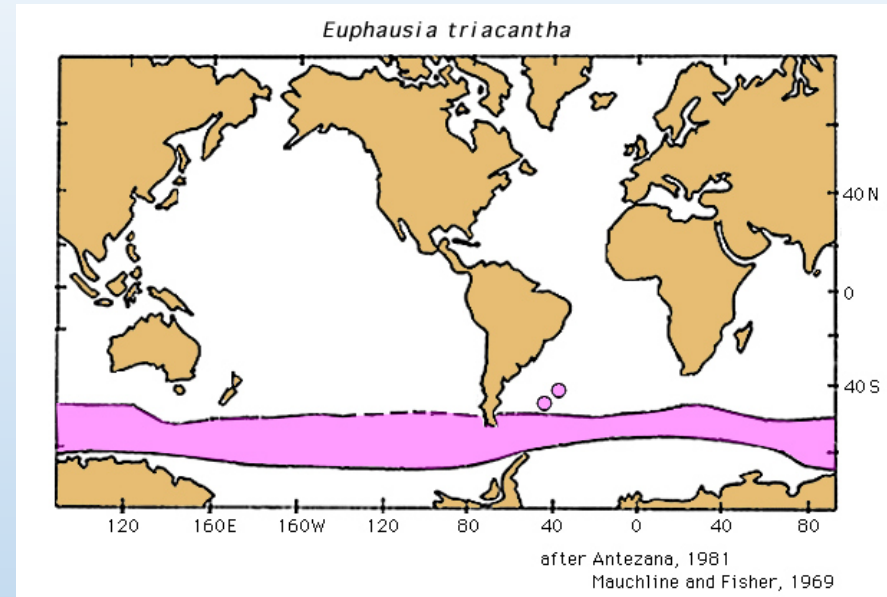 Euphausia triacantha
40 N
0
40 S
120 160E 160W 120 80 40 0 40 80
after Antezana, 1981
Mauchline and Fisher, 1969